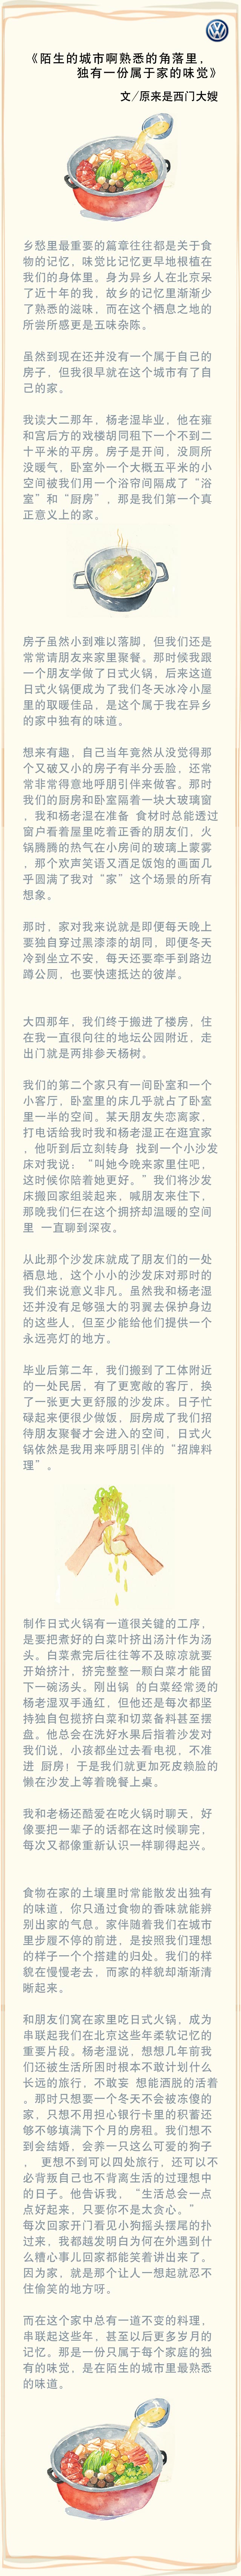 《陌生的城市啊熟悉的角落里，
独有一份属于家的味觉》
文/原来是西门大嫂
乡愁里最重要的篇章往往都是关于食
物的记忆，味觉比记忆更早地根植在
我们的身体里。身为异乡人在北京呆
了近十年的我，故乡的记忆里渐渐少
了熟悉的滋味，而在这个栖息之地的
所尝所感更是五味杂陈。
虽然到现在还并没有一个属于自己的
房子，但我很早就在这个城市有了自
己的家。
我读大二那年，杨老湿毕业，他在雍
和宫后方的戏楼胡同租下一个不到二
十平米的平房。房子是开间，没厕所
没暖气，卧室外一个大概五平米的小
空间被我们用一个浴帘间隔成了“浴
室”和“厨房”，那是我们第一个真
正意义上的家。
房子虽然小到难以落脚，但我们还是
常常请朋友来家里聚餐。那时候我跟
一个朋友学做了日式火锅，后来这道
日式火锅便成为了我们冬天冰冷小屋
里的取暖佳品，是这个属于我在异乡
的家中独有的味道。
想来有趣，自己当年竟然从没觉得那
个又破又小的房子有半分丢脸，还常
常非常得意地呼朋引伴来做客。那时
我们的厨房和卧室隔着一块大玻璃窗
，我和杨老湿在准备 食材时总能透过
窗户看着屋里吃着正香的朋友们，火
锅腾腾的热气在小房间的玻璃上蒙雾
，那个欢声笑语又酒足饭饱的画面几
乎圆满了我对“家”这个场景的所有
想象。
那时，家对我来说就是即便每天晚上
要独自穿过黑漆漆的胡同，即便冬天
冷到坐立不安，每天还要牵手到路边
蹲公厕，也要快速抵达的彼岸。
大四那年，我们终于搬进了楼房，住
在我一直很向往的地坛公园附近，走
出门就是两排参天杨树。
我们的第二个家只有一间卧室和一个
小客厅，卧室里的床几乎就占了卧室
里一半的空间。某天朋友失恋离家，
打电话给我时我和杨老湿正在逛宜家
，他听到后立刻转身 找到一个小沙发
床对我说：“叫她今晚来家里住吧，
这时候你陪着她更好。”我们将沙发
床搬回家组装起来，喊朋友来住下，
那晚我们仨在这个拥挤却温暖的空间
里 一直聊到深夜。
从此那个沙发床就成了朋友们的一处
栖息地，这个小小的沙发床对那时的
我们来说意义非凡。虽然我和杨老湿
还并没有足够强大的羽翼去保护身边
的这些人，但至少能给他们提供一个
永远亮灯的地方。
毕业后第二年，我们搬到了工体附近
的一处民居，有了更宽敞的客厅，换
了一张更大更舒服的沙发床。日子忙
碌起来便很少做饭，厨房成了我们招
待朋友聚餐才会进入的空间，日式火
锅依然是我用来呼朋引伴的“招牌料
理”。
制作日式火锅有一道很关键的工序，
是要把煮好的白菜叶挤出汤汁作为汤
头。白菜煮完后往往等不及晾凉就要
开始挤汁，挤完整整一颗白菜才能留
下一碗汤头。刚出锅 的白菜经常烫的
杨老湿双手通红，但他还是每次都坚
持独自包揽挤白菜和切菜备料甚至摆
盘。他总会在洗好水果后指着沙发对
我们说，小孩都坐过去看电视，不准
进 厨房！于是我们就更加死皮赖脸的
懒在沙发上等着晚餐上桌。
我和老杨还酷爱在吃火锅时聊天，好
像要把一辈子的话都在这时候聊完，
每次又都像重新认识一样聊得起兴。
食物在家的土壤里时常能散发出独有
的味道，你只通过食物的香味就能辨
别出家的气息。家伴随着我们在城市
里步履不停的前进，是按照我们理想
的样子一个个搭建的归处。我们的样
貌在慢慢老去，而家的样貌却渐渐清
晰起来。
和朋友们窝在家里吃日式火锅，成为
串联起我们在北京这些年柔软记忆的
重要片段。杨老湿说，想想几年前我
们还被生活所困时根本不敢计划什么
长远的旅行，不敢妄 想能洒脱的活着
。那时只想要一个冬天不会被冻傻的
家，只想不用担心银行卡里的积蓄还
够不够填满下个月的房租。我们想不
到会结婚，会养一只这么可爱的狗子
， 更想不到可以四处旅行，还可以不
必背叛自己也不背离生活的过理想中
的日子。他告诉我，“生活总会一点
点好起来，只要你不是太贪心。”
每次回家开门看见小狗摇头摆尾的扑
过来，我都越发明白为何在外遇到什
么糟心事儿回家都能笑着讲出来了。
因为家，就是那个让人一想起就忍不
住偷笑的地方呀。
而在这个家中总有一道不变的料理，
串联起这些年，甚至以后更多岁月的
记忆。那是一份只属于每个家庭的独
有的味觉，是在陌生的城市里最熟悉
的味道。